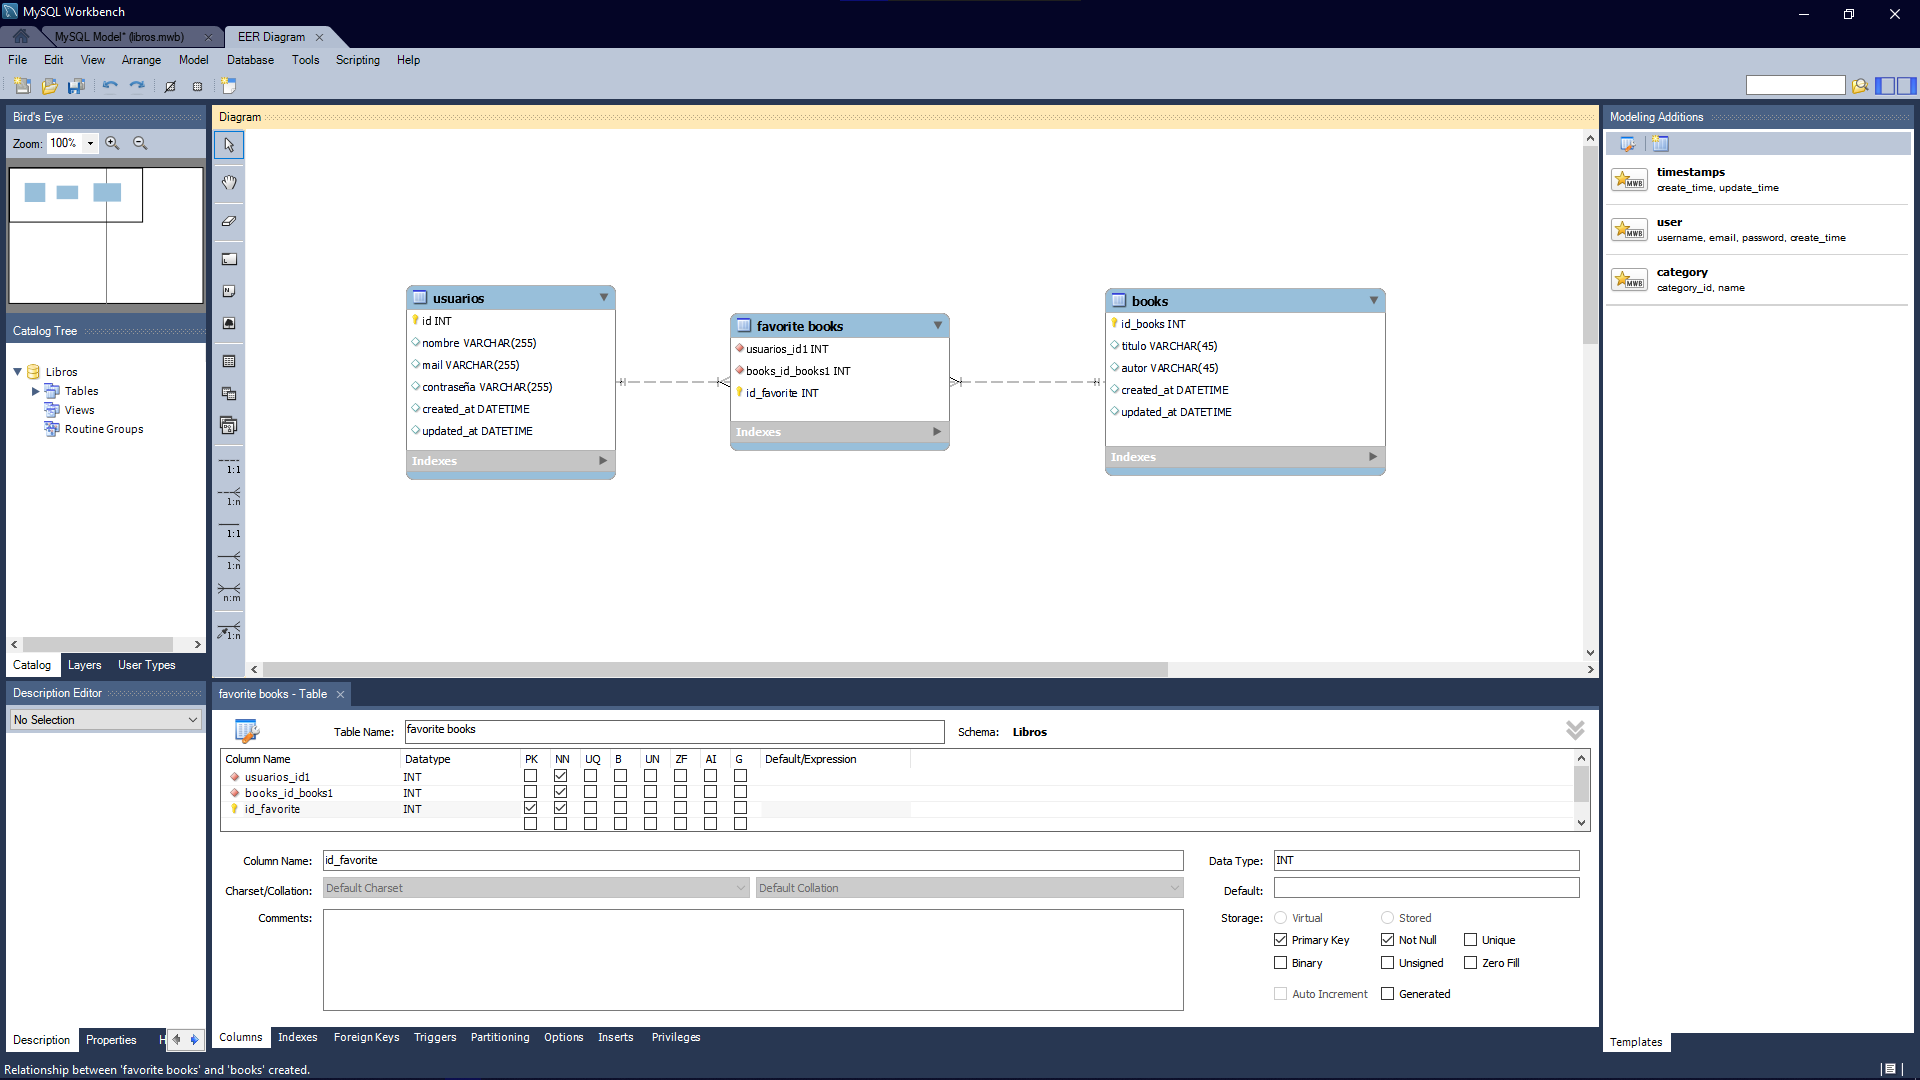 MySQL Workbench
MySQL Model* (libros.mwb)
EER Diagram
File Edit View Arrange Model Database Tools Scripting Help
Bird's Eye
Zoom: 100%
Catalog Tree
Libros
Tables
Views
Routine Groups
Catalog Layers User Types
Description Editor
No Selection
Description Properties H
Diagram
1:1
1:n
1:1
1:n
n:m
1:n
usuarios
id INT
nombre VARCHAR(255)
mail VARCHAR(255)
contraseña VARCHAR(255)
created_at DATETIME
updated_at DATETIME
Indexes
favorite books
usuarios_id1 INT
books_id_books1 INT
id_favorite INT
Indexes
books
id_books INT
titulo VARCHAR(45)
autor VARCHAR(45)
created_at DATETIME
updated_at DATETIME
Indexes
favorite books - Table
Table Name: favorite books Schema: Libros
Column Name Datatype PK NN UQ B UN ZF AI G Default/Expression
usuarios_id1 INT
books_id_books1 INT
id_favorite INT
Column Name: id_favorite
Charset/Collation: Default Charset Default Collation
Comments:
Data Type: INT
Default:
Storage: Virtual Stored
Primary Key Not Null Unique
Binary Unsigned Zero Fill
Auto Increment Generated
Columns Indexes Foreign Keys Triggers Partitioning Options Inserts Privileges
Modeling Additions
MWB
timestamps
create_time, update_time
MWB
user
username, email, password, create_time
MWB
category
category_id, name
Templates
Relationship between 'favorite books' and 'books' created.